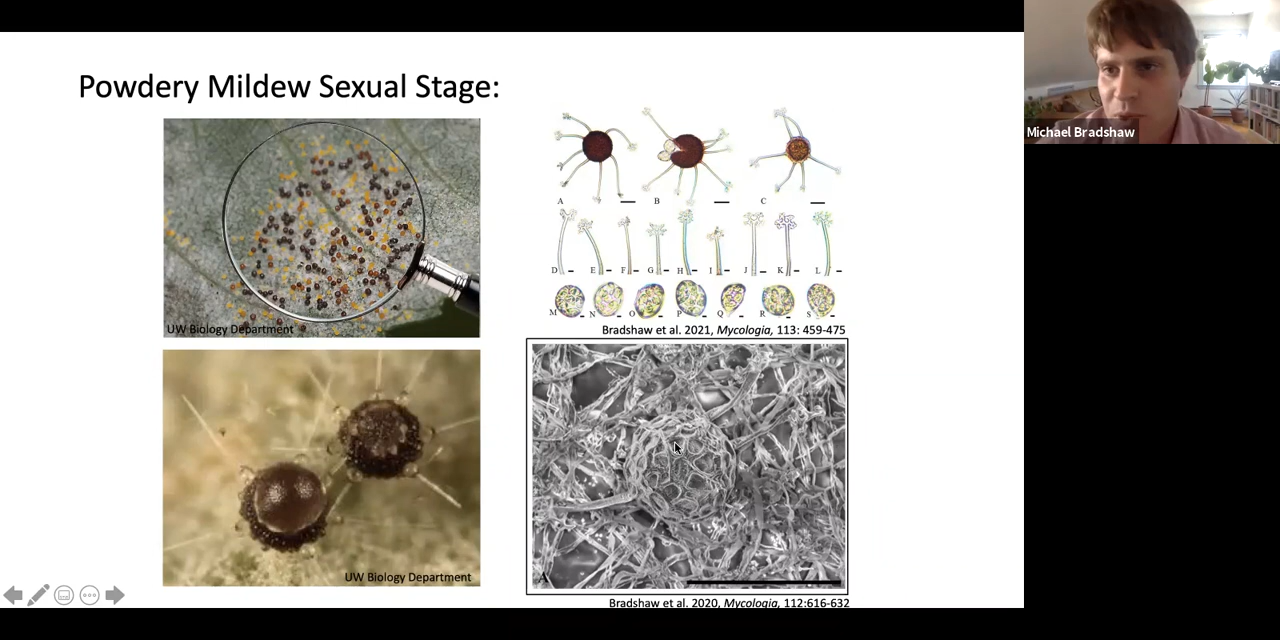 Powdery Mildew Sexual Stage:
UW Biology Department
A B C
D E F G H I J K L
M N O P Q R S
Bradshaw et al. 2021, Mycologia, 113: 459-475
UW Biology Department
A
Bradshaw et al. 2020, Mycologia, 112:616-632
Michael Bradshaw